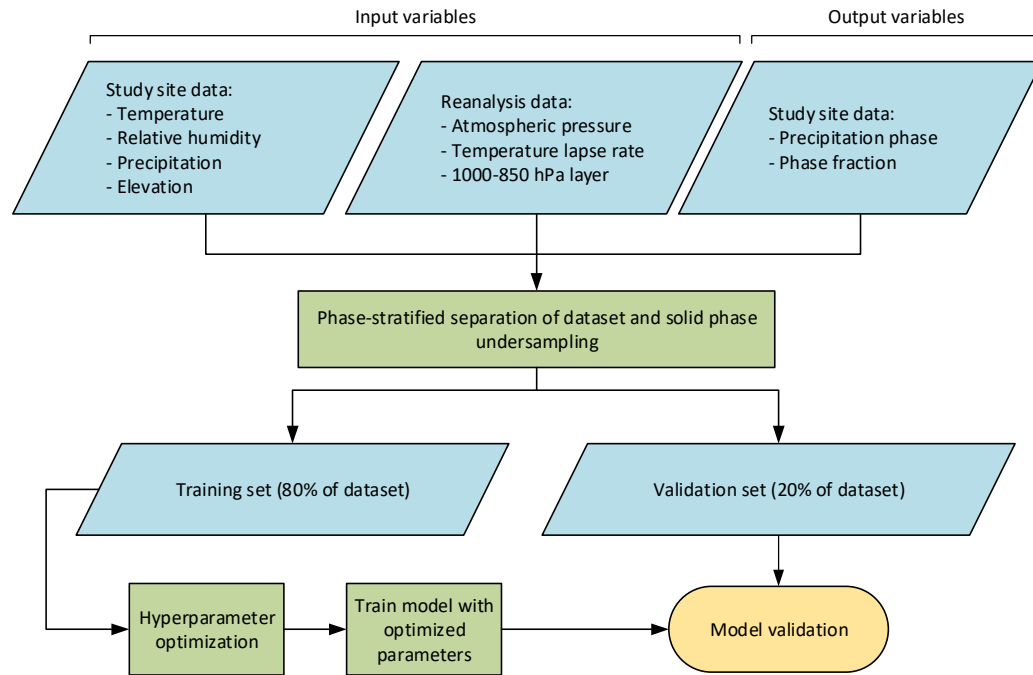 Input variables
Output variables
Study site data:
- Temperature
- Relative humidity
- Precipitation
- Elevation
Reanalysis data:
- Atmospheric pressure
- Temperature lapse rate
- 1000-850 hPa layer
Study site data:
- Precipitation phase
- Phase fraction
Phase-stratified separation of dataset and solid phase
undersampling
Training set (80% of dataset)
Validation set (20% of dataset)
Hyperparameter
optimization
Train model with
optimized
parameters
Model validation